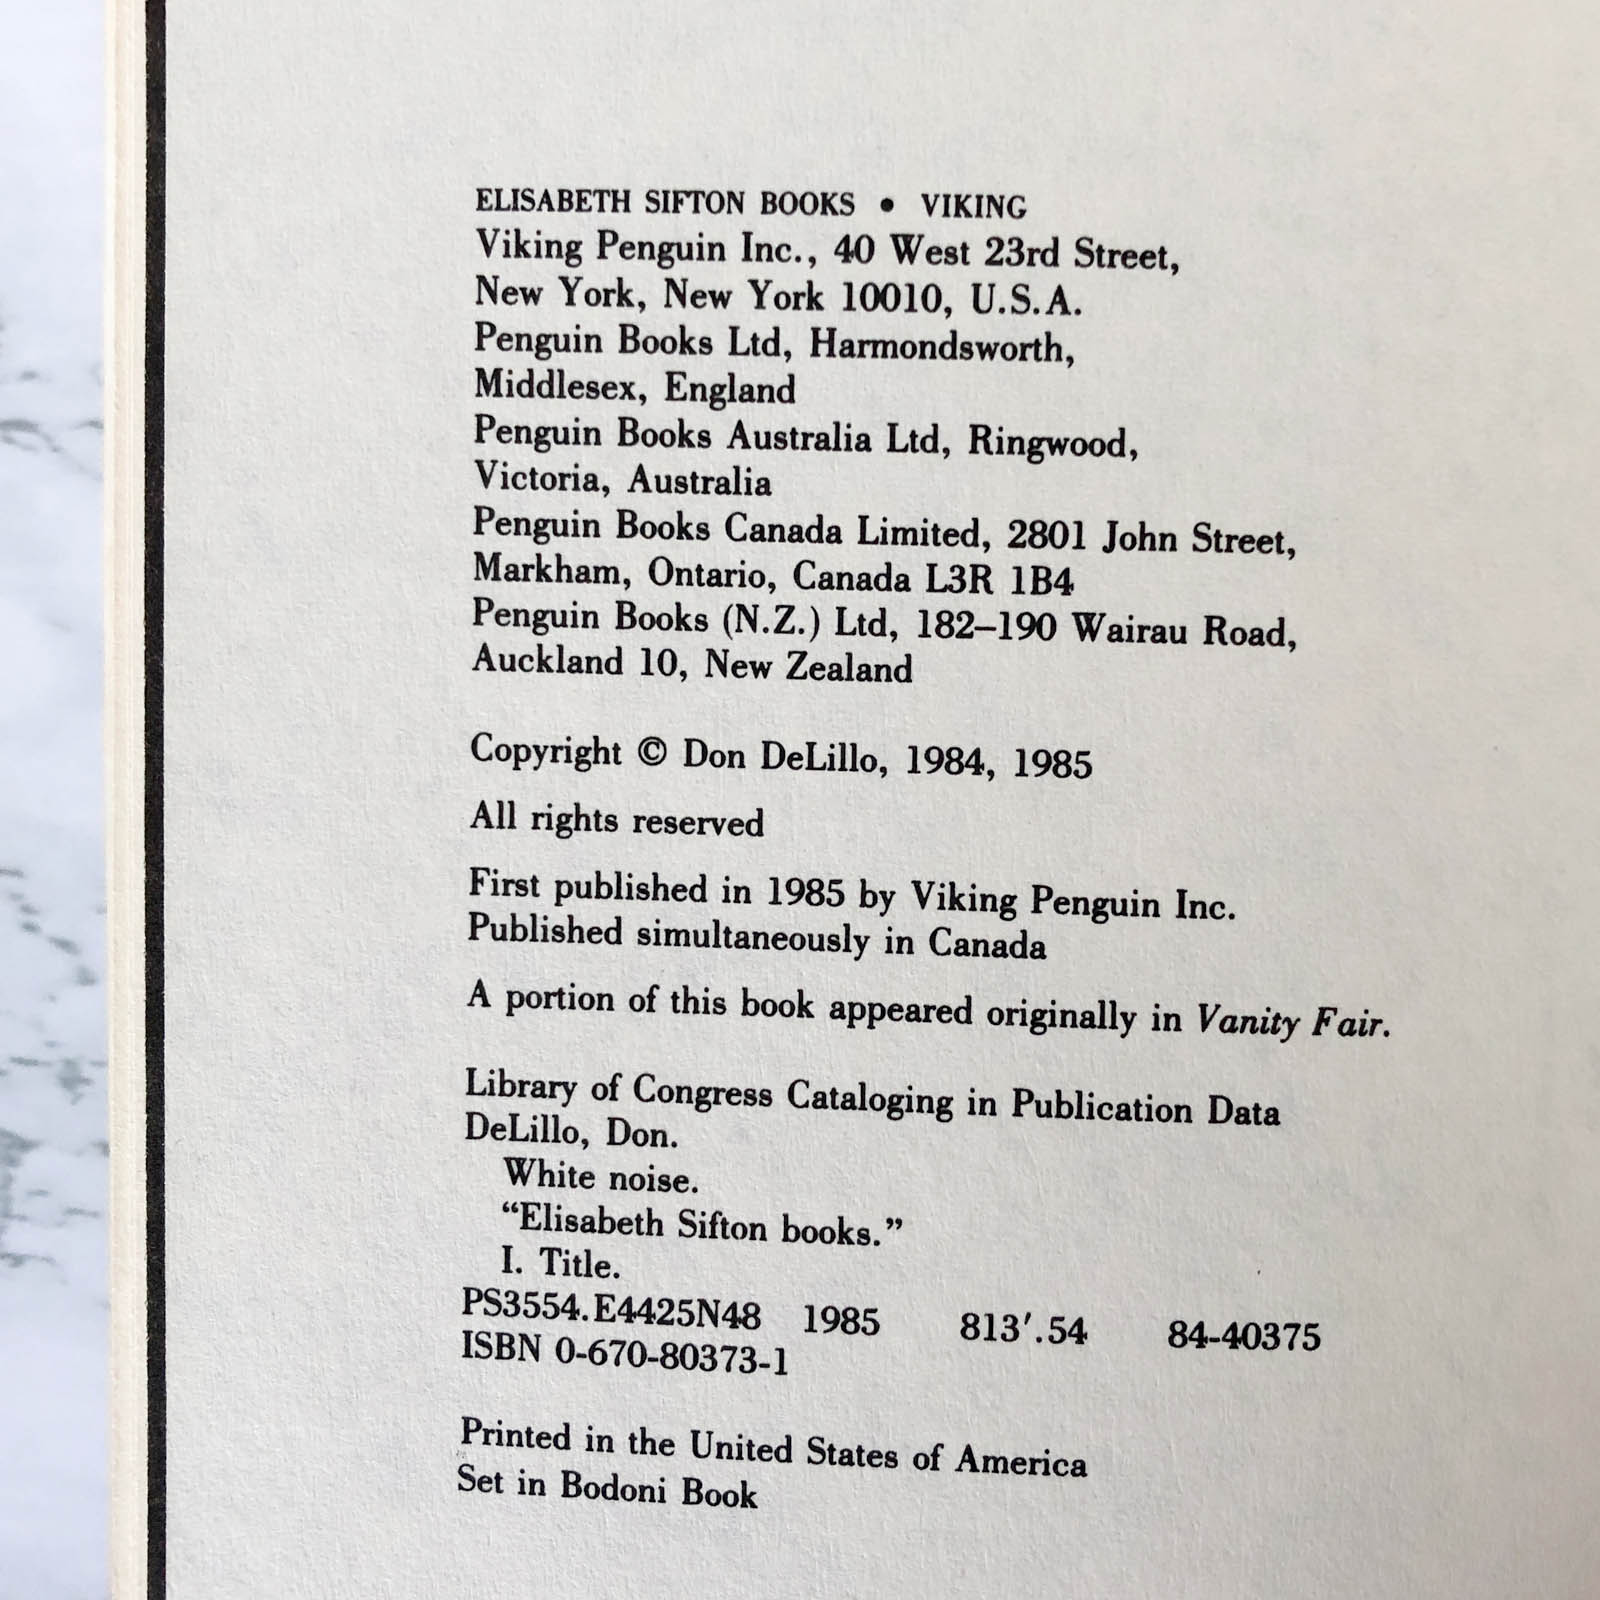 ELISABETH SIFTON BOOKS • VIKING
Viking Penguin Inc., 40 West 23rd Street,
New York, New York 10010, U.S.A.
Penguin Books Ltd, Harmondsworth,
Middlesex, England
Penguin Books Australia Ltd, Ringwood,
Victoria, Australia
Penguin Books Canada Limited, 2801 John Street,
Markham, Ontario, Canada L3R 1B4
Penguin Books (N.Z.) Ltd, 182–190 Wairau Road,
Auckland 10, New Zealand
Copyright © Don DeLillo, 1984, 1985
All rights reserved
First published in 1985 by Viking Penguin Inc.
Published simultaneously in Canada
A portion of this book appeared originally in Vanity Fair.
Library of Congress Cataloging in Publication Data
DeLillo, Don.
White noise.
“Elisabeth Sifton books.”
I. Title.
PS3554.E4425N48 1985 813′.54 84-40375
ISBN 0-670-80373-1
Printed in the United States of America
Set in Bodoni Book